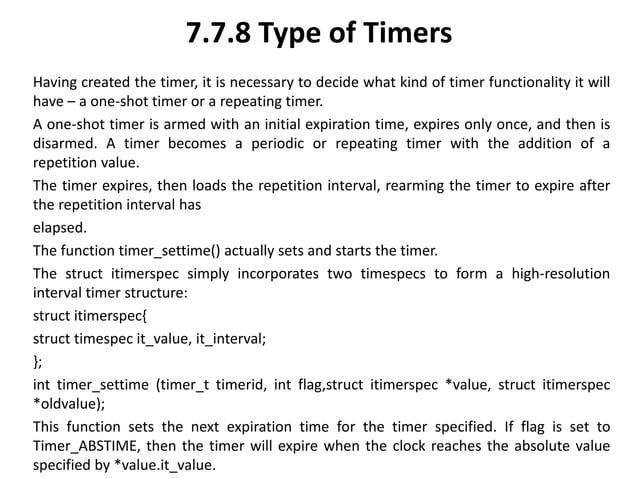 7.7.8 Type of Timers
Having created the timer, it is necessary to decide what kind of timer functionality it will
have – a one-shot timer or a repeating timer.
A one-shot timer is armed with an initial expiration time, expires only once, and then is
disarmed. A timer becomes a periodic or repeating timer with the addition of a
repetition value.
The timer expires, then loads the repetition interval, rearming the timer to expire after
the repetition interval has
elapsed.
The function timer_settime() actually sets and starts the timer.
The struct itimerspec simply incorporates two timespecs to form a high-resolution
interval timer structure:
struct itimerspec{
struct timespec it_value, it_interval;
};
int timer_settime (timer_t timerid, int flag,struct itimerspec *value, struct itimerspec
*oldvalue);
This function sets the next expiration time for the timer specified. If flag is set to
Timer_ABSTIME, then the timer will expire when the clock reaches the absolute value
specified by *value.it_value.